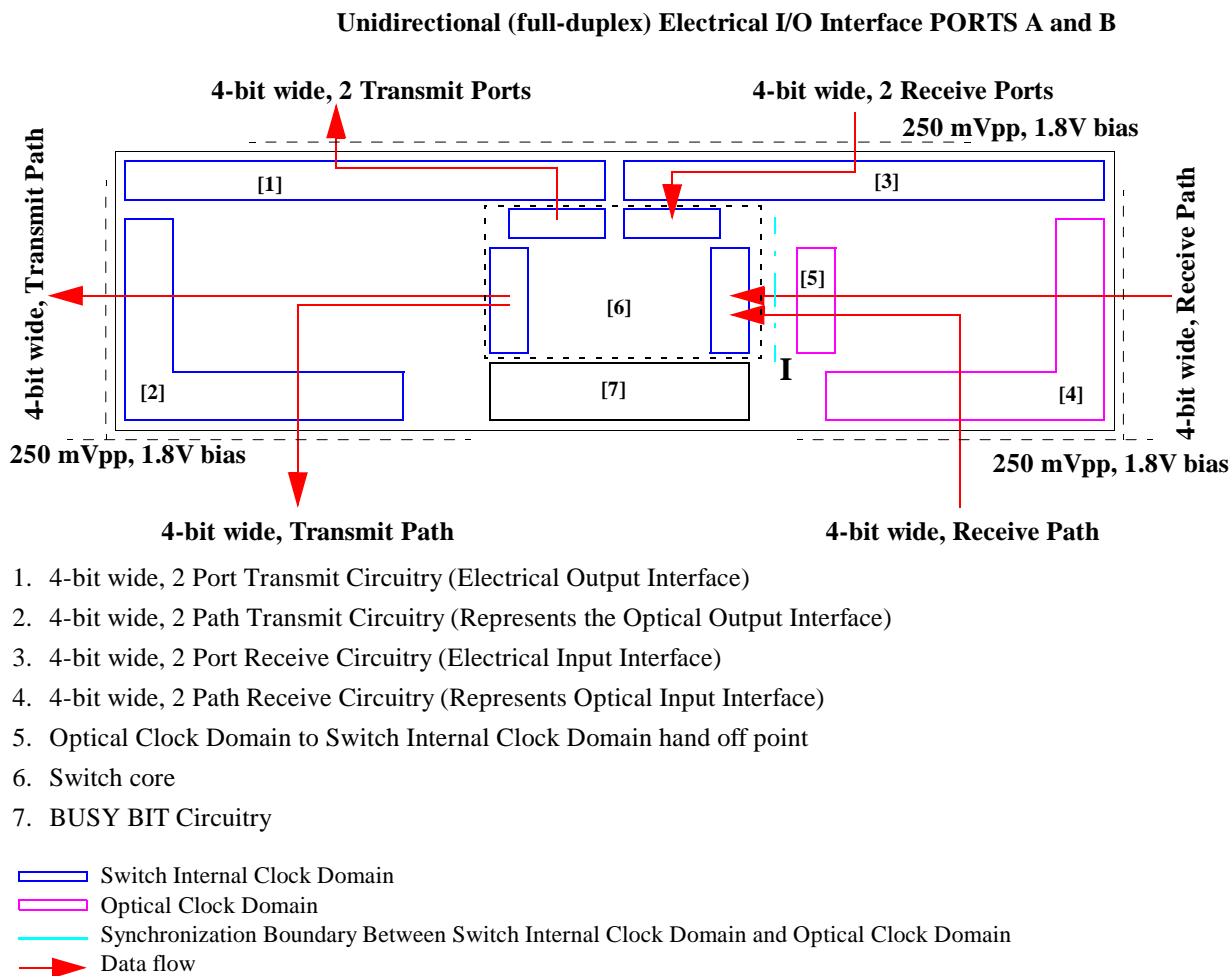 Unidirectional (full-duplex) Electrical I/O Interface PORTS A and B
4-bit wide, 2 Transmit Ports
4-bit wide, 2 Receive Ports
250 mVpp, 1.8V bias
4-bit wide, Transmit Path
4-bit wide, Receive Path
[1]
[3]
[5]
[6]
I
[2]
[7]
[4]
250 mVpp, 1.8V bias
250 mVpp, 1.8V bias
4-bit wide, Transmit Path
4-bit wide, Receive Path
1. 4-bit wide, 2 Port Transmit Circuitry (Electrical Output Interface)
2. 4-bit wide, 2 Path Transmit Circuitry (Represents the Optical Output Interface)
3. 4-bit wide, 2 Port Receive Circuitry (Electrical Input Interface)
4. 4-bit wide, 2 Path Receive Circuitry (Represents Optical Input Interface)
5. Optical Clock Domain to Switch Internal Clock Domain hand off point
6. Switch core
7. BUSY BIT Circuitry
Switch Internal Clock Domain
Optical Clock Domain
Synchronization Boundary Between Switch Internal Clock Domain and Optical Clock Domain
Data flow